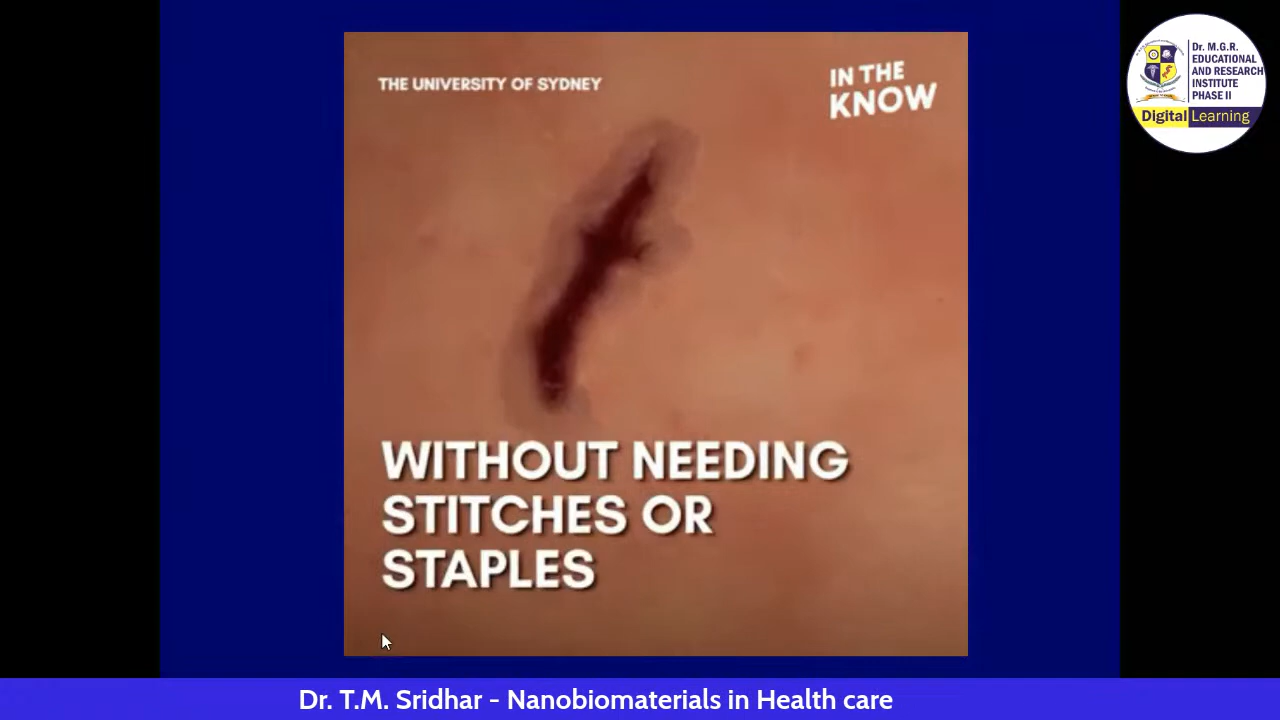 THE UNIVERSITY OF SYDNEY
IN THE
KNOW
Dr. M.G.R.
EDUCATIONAL
AND RESEARCH
INSTITUTE
PHASE II
Digital Learning
WITHOUT NEEDING
STITCHES OR
STAPLES
Dr. T.M. Sridhar - Nanobiomaterials in Health care